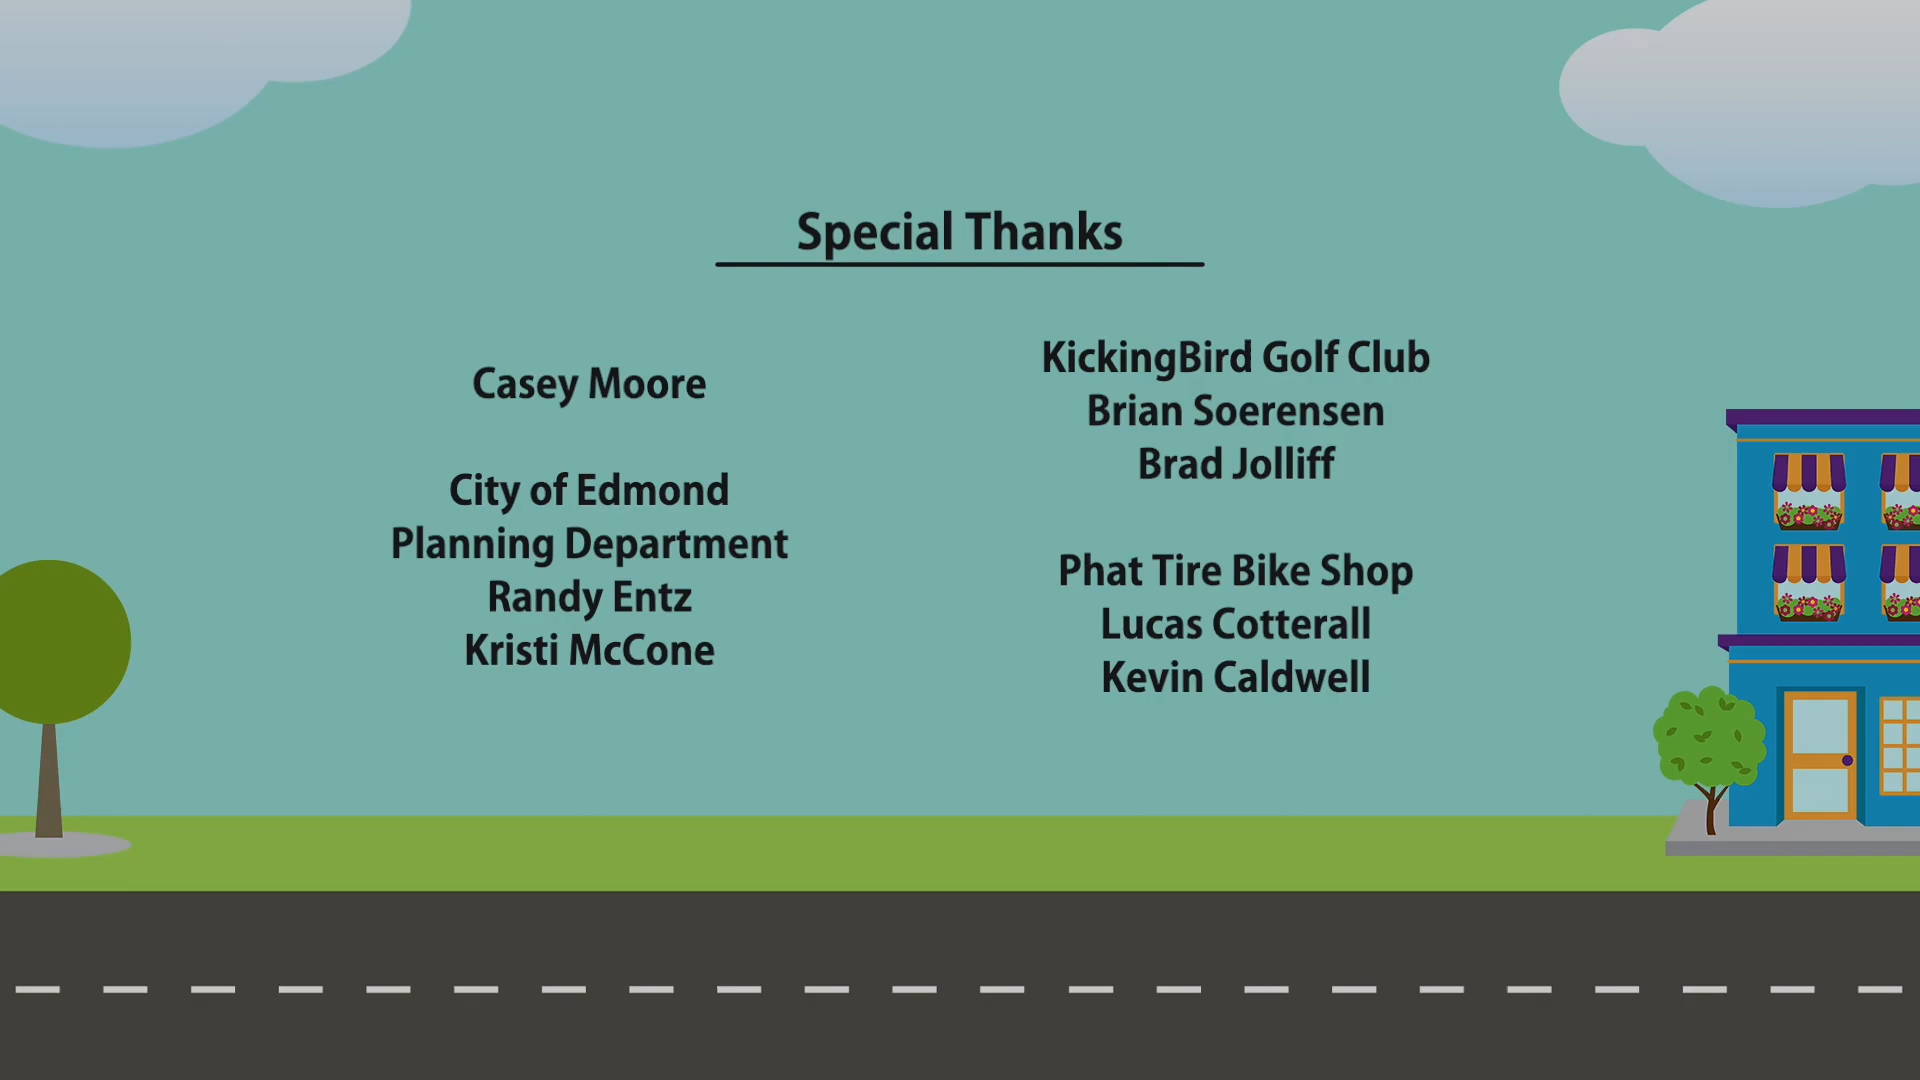 Special Thanks
Casey Moore
City of Edmond
Planning Department
Randy Entz
Kristi McCone
KickingBird Golf Club
Brian Soerensen
Brad Jolliff
Phat Tire Bike Shop
Lucas Cotterall
Kevin Caldwell